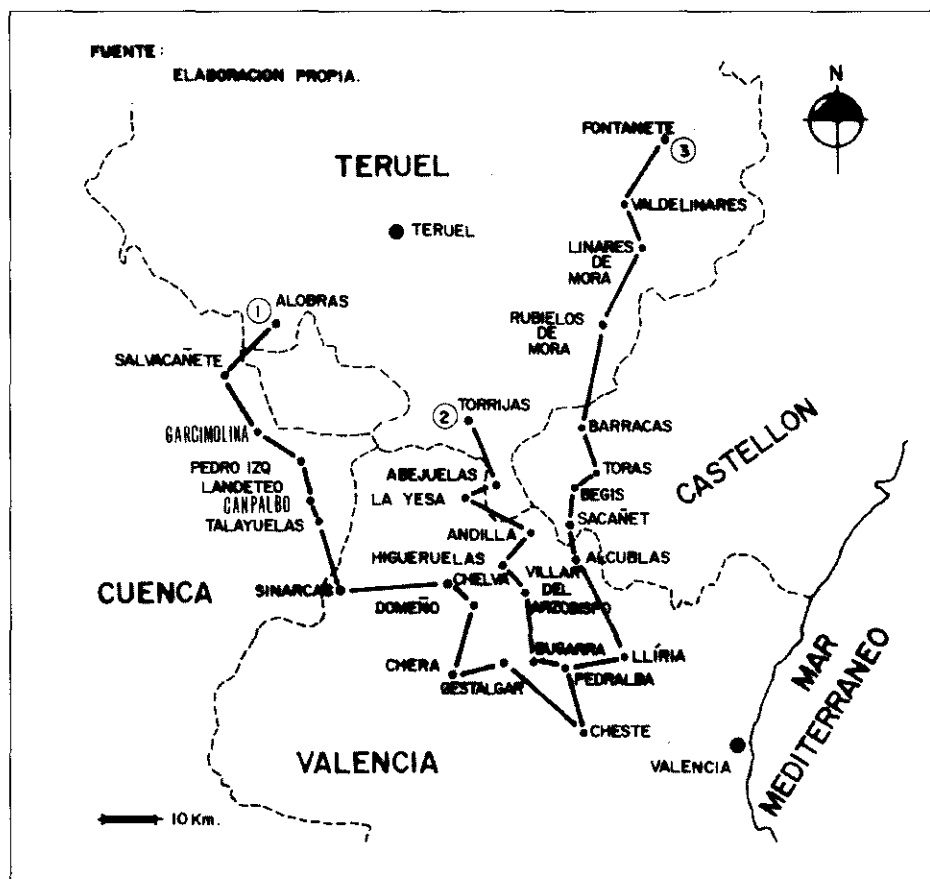 FUENTE:
ELABORACION PROPIA.
N
FONTANETE
3
TERUEL
VALDELINARES
TERUEL
LINARES
DE
MORA
1
ALOBRAS
RUBIELOS
DE
MORA
SALVACAÑETE
2
TORRIJAS
GARCIMOLINA
BARRACAS
CASTELLON
PEDRO IZQ
ABEJUELAS
TORAS
LANDETEO
LA YESA
BEGIS
CANPALBO
TALAYUELAS
ANDILLA
SACAÑET
HIGUERUELAS
ALCUBLAS
CUENCA
SINARCAS
CHELVA
VILLAR
DEL
ARZOBISPO
DOMEÑO
BUGARRA
LLÍRIA
CHERA
GESTALGAR
PEDRALBA
MAR
MEDITERRANEO
CHESTE
VALENCIA
VALENCIA
10 Km.